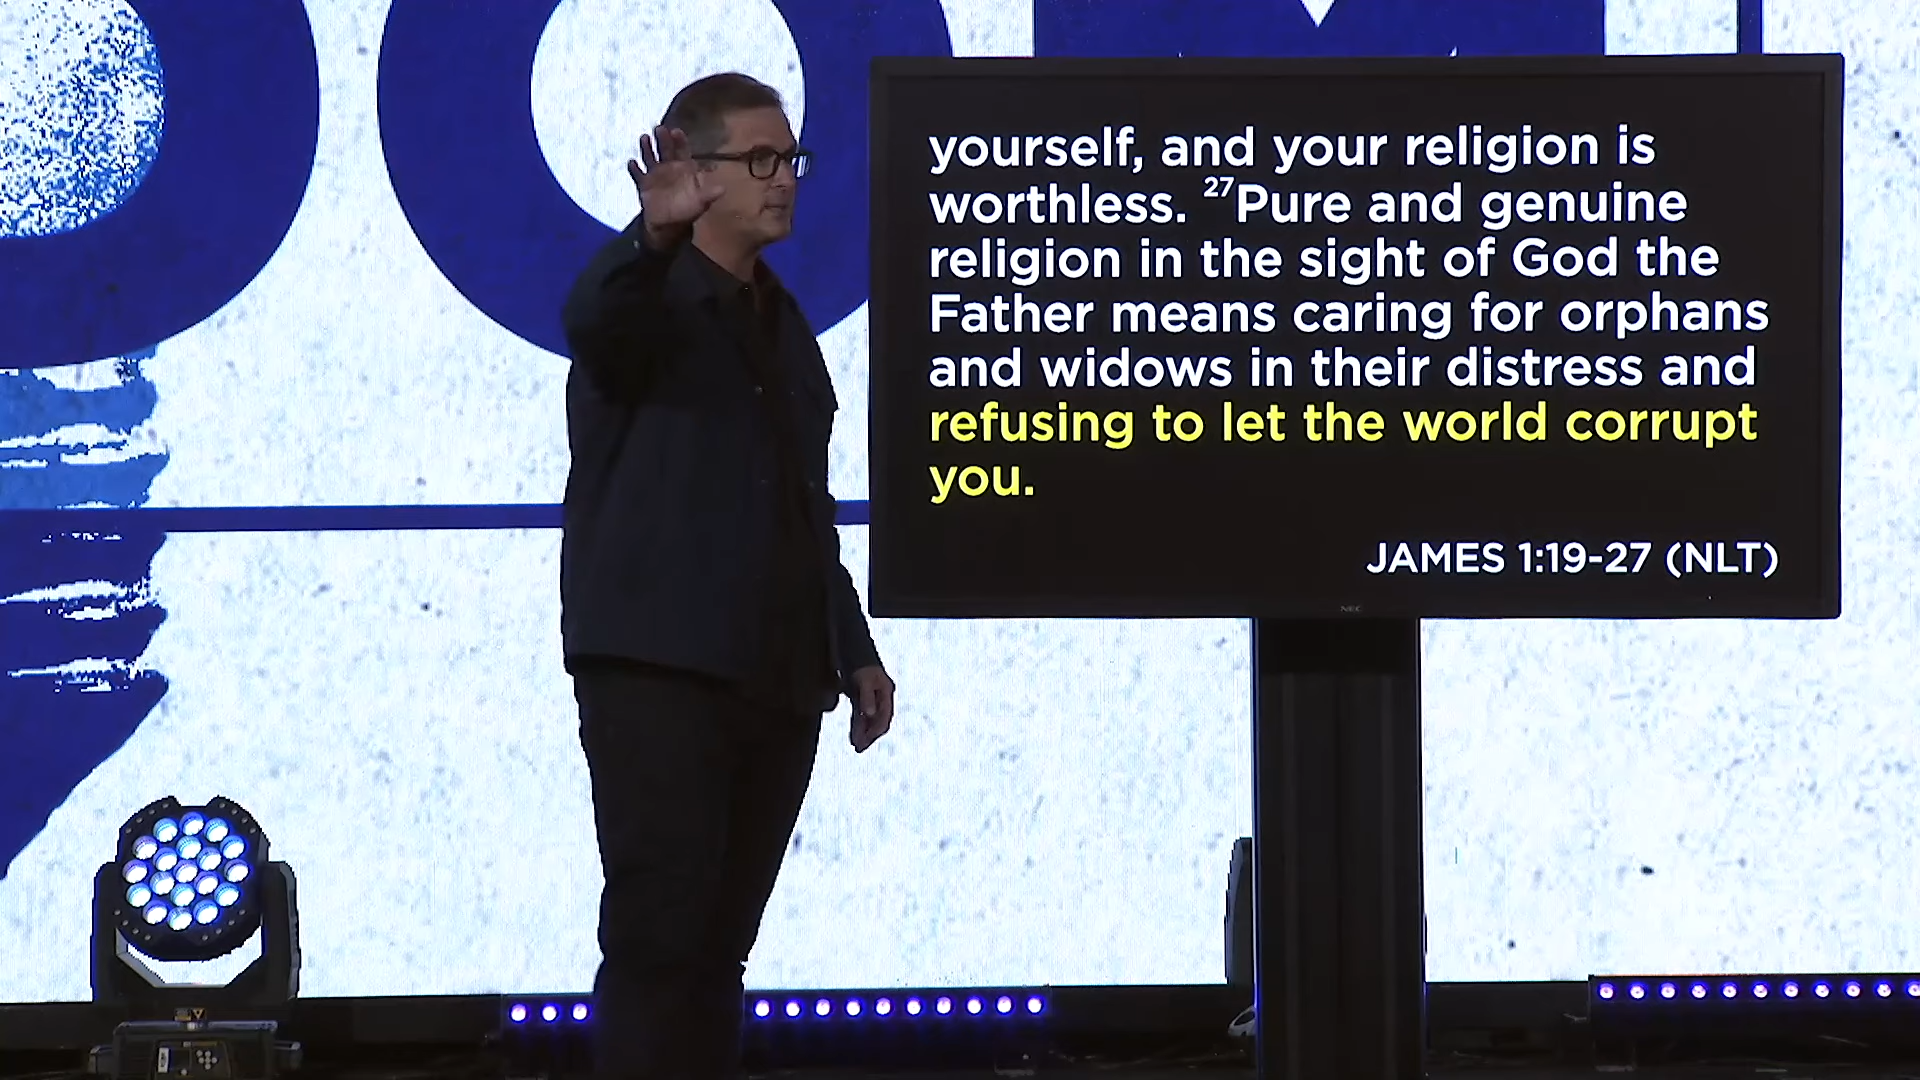 yourself, and your religion is
worthless. 27Pure and genuine
religion in the sight of God the
Father means caring for orphans
and widows in their distress and
refusing to let the world corrupt
you.
JAMES 1:19-27 (NLT)
NEC